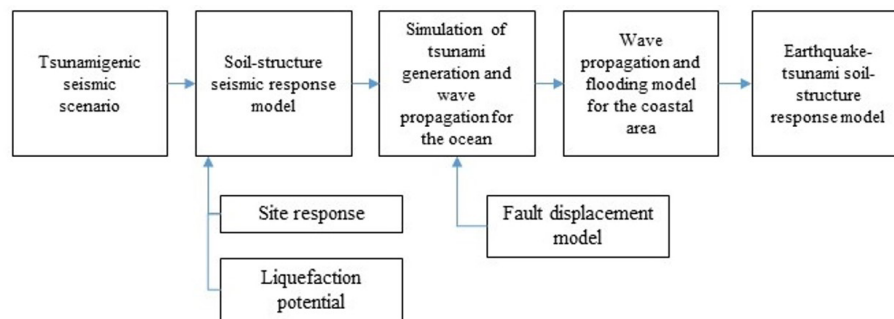 Tsunamigenic
seismic
scenario
Soil-structure
seismic response
model
Simulation of
tsunami
generation and
wave
propagation for
the ocean
Wave
propagation and
flooding model
for the coastal
area
Earthquake-
tsunami soil-
structure
response model
Site response
Liquefaction
potential
Fault displacement
model